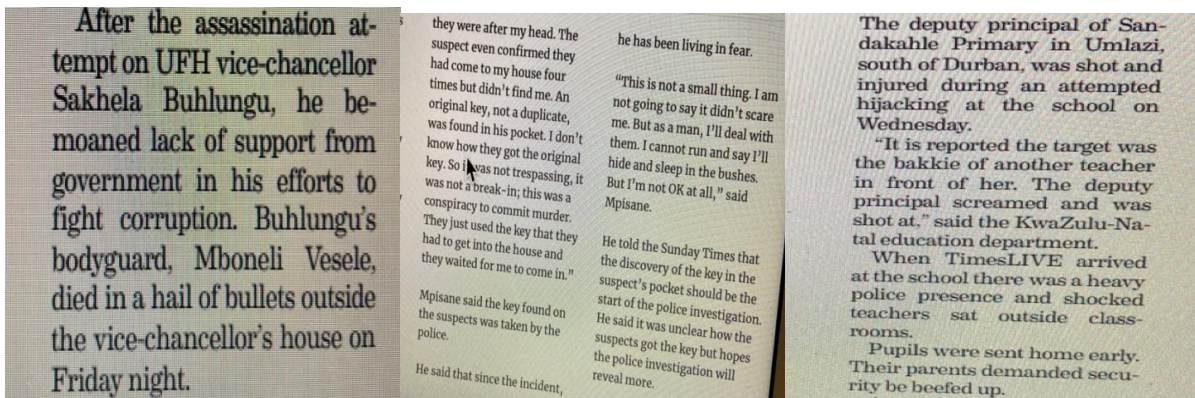 After the assassination at-
tempt on UFH vice-chancellor
Sakhela Buhlungu, he be-
moaned lack of support from
government in his efforts to
fight corruption. Buhlungu's
bodyguard, Mboneli Vesele,
died in a hail of bullets outside
the vice-chancellor's house on
Friday night.
they were after my head. The
suspect even confirmed they
had come to my house four
times but didn't find me. An
original key, not a duplicate,
was found in his pocket. I don't
know how they got the original
key. So it was not trespassing, it
was not a break-in; this was a
conspiracy to commit murder.
They just used the key that they
had to get into the house and
they waited for me to come in."
Mpisane said the key found on
the suspects was taken by the
police.
He said that since the incident,
he has been living in fear.
"This is not a small thing. I am
not going to say it didn't scare
me. But as a man, I'll deal with
them. I cannot run and say I'll
hide and sleep in the bushes.
But I'm not OK at all," said
Mpisane.
He told the Sunday Times that
the discovery of the key in the
suspect's pocket should be the
start of the police investigation.
He said it was unclear how the
suspects got the key but hopes
the police investigation will
reveal more.
The deputy principal of San-
dakahle Primary in Umlazi,
south of Durban, was shot and
injured during an attempted
hijacking at the school on
Wednesday.
"It is reported the target was
the bakkie of another teacher
in front of her. The deputy
principal screamed and was
shot at," said the KwaZulu-Na-
tal education department.
When TimesLIVE arrived
at the school there was a heavy
police presence and shocked
teachers sat outside class-
rooms.
Pupils were sent home early.
Their parents demanded secu-
rity be beefed up.